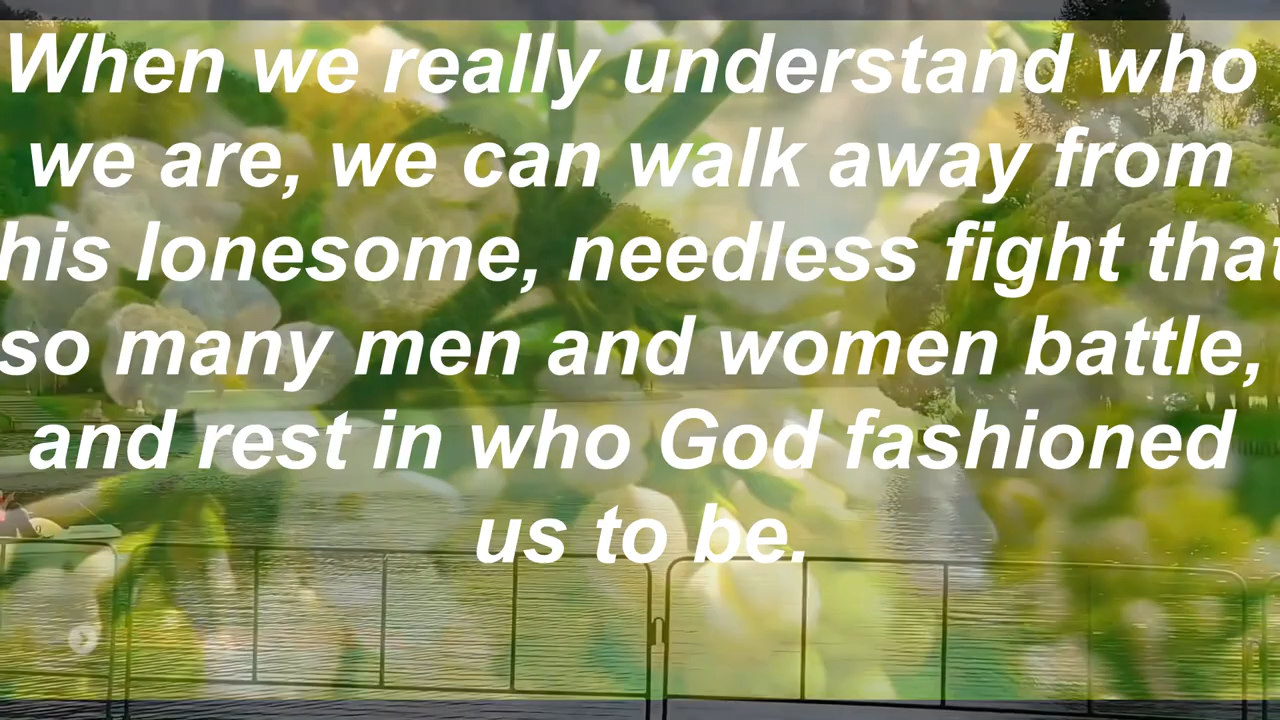 When we really understand who
we are, we can walk away from
his lonesome, needless fight that
so many men and women battle,
and rest in who God fashioned
us to be.